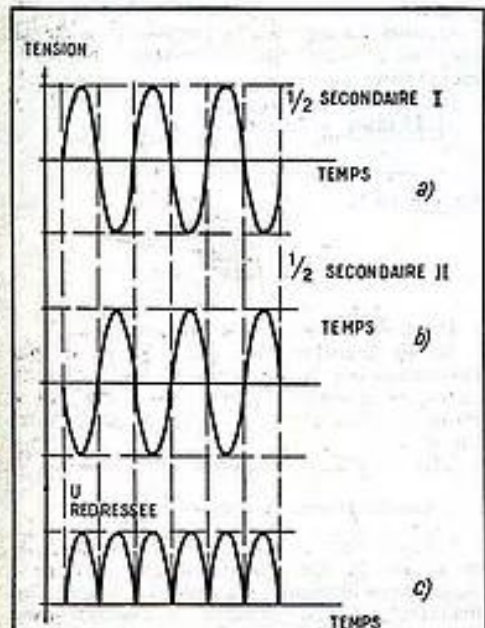 TENSION
1/2 SECONDAIRE I
TEMPS
a)
1/2 SECONDAIRE II
TEMPS
b)
U
REDRESSEE
c)
TEMPS